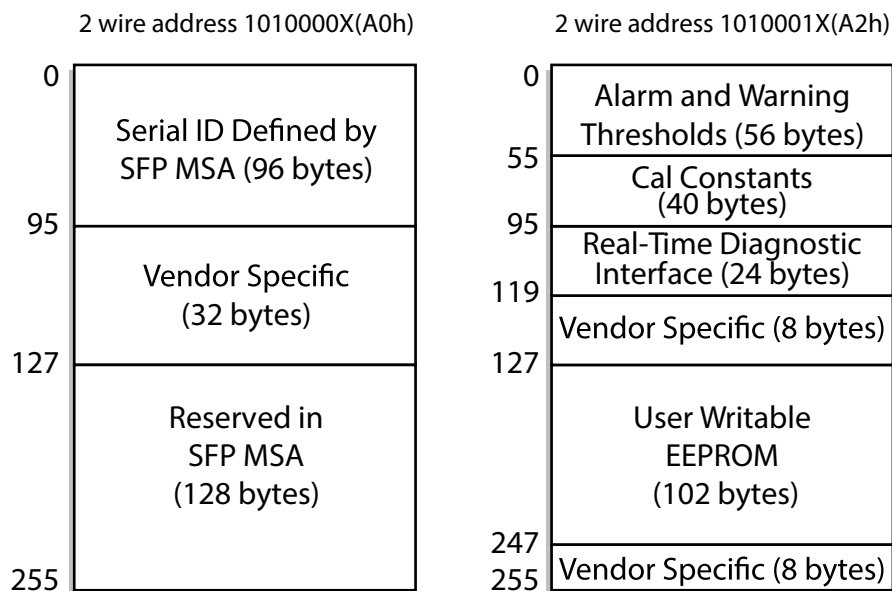 2 wire address 1010000X(A0h)
0
Serial ID Defined by
SFP MSA (96 bytes)
95
Vendor Specific
(32 bytes)
127
Reserved in
SFP MSA
(128 bytes)
255
2 wire address 1010001X(A2h)
0
Alarm and Warning
Thresholds (56 bytes)
55
Cal Constants
(40 bytes)
95
Real-Time Diagnostic
Interface (24 bytes)
119
Vendor Specific (8 bytes)
127
User Writable
EEPROM
(102 bytes)
247
Vendor Specific (8 bytes)
255